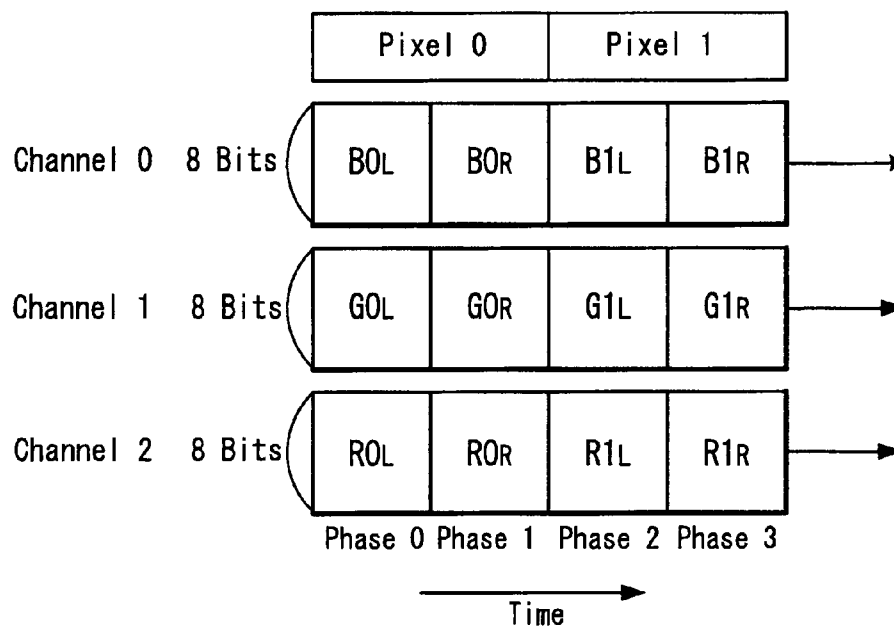 Pixel 0 Pixel 1
Channel 0 8 Bits B0L B0R B1L B1R
Channel 1 8 Bits G0L G0R G1L G1R
Channel 2 8 Bits R0L R0R R1L R1R
Phase 0 Phase 1 Phase 2 Phase 3
Time